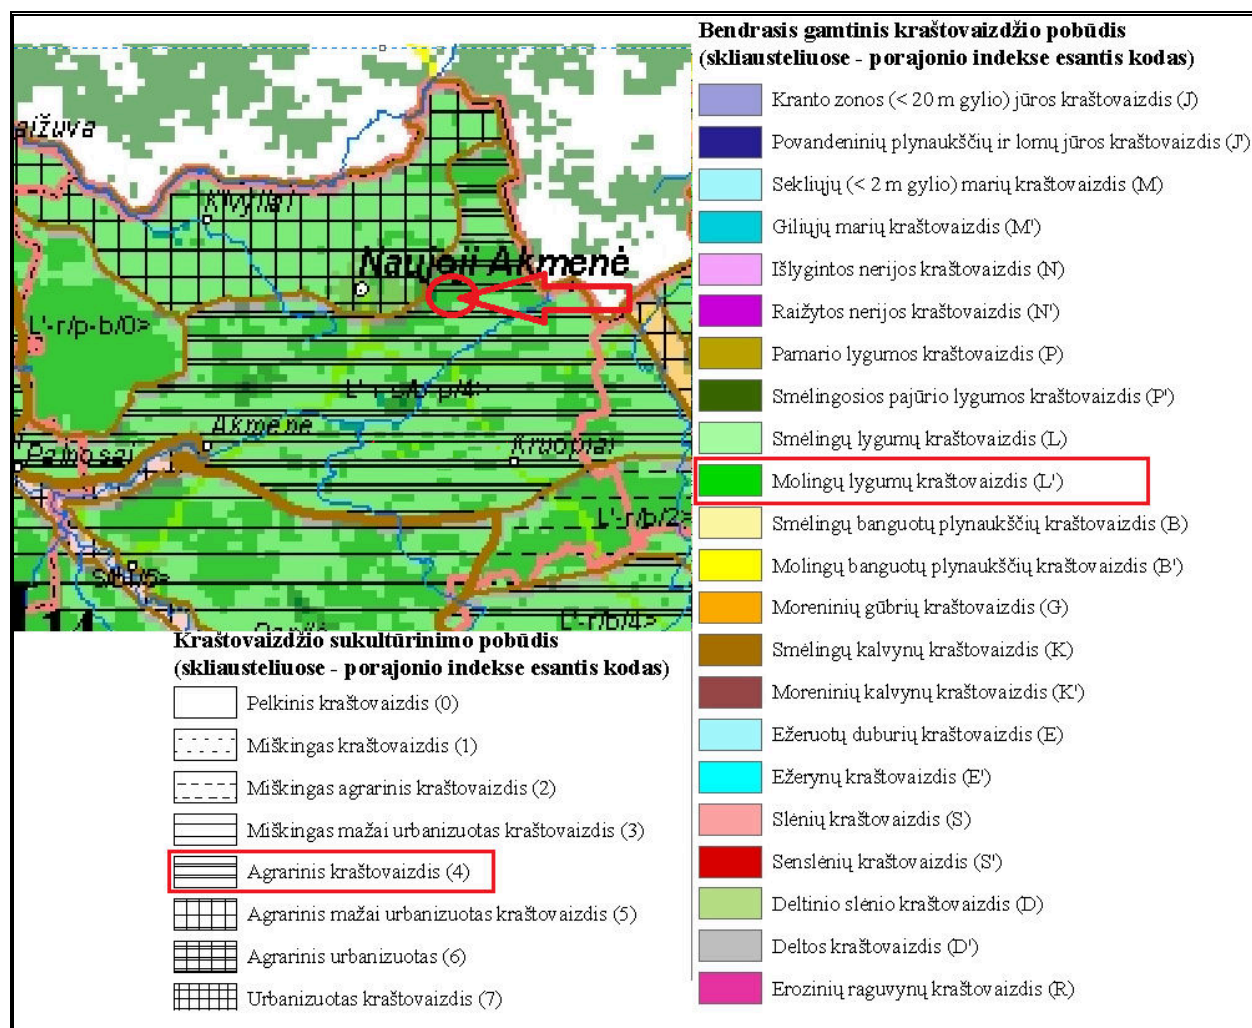 Bendrasis gamtinis kraštovaizdžio pobūdis
(skliausteliuose - porajonio indekse esantis kodas)
Kranto zonos (< 20 m gylio) jūros kraštovaizdis (J)
Povandeninių plynaukščių ir lomų jūros kraštovaizdis (J')
Sekliųjų (< 2 m gylio) marių kraštovaizdis (M)
Giliųjų marių kraštovaizdis (M')
Išlygintos nerijos kraštovaizdis (N)
Raižytos nerijos kraštovaizdis (N')
Pamario lygumos kraštovaizdis (P)
Smėlingosios pajūrio lygumos kraštovaizdis (P')
Smėlingų lygumų kraštovaizdis (L)
Molingų lygumų kraštovaizdis (L')
Smėlingų banguotų plynaukščių kraštovaizdis (B)
Molingų banguotų plynaukščių kraštovaizdis (B')
Moreninių gūbrių kraštovaizdis (G)
Smėlingų kalvynų kraštovaizdis (K)
Moreninių kalvynų kraštovaizdis (K')
Ežeruotų duburių kraštovaizdis (E)
Ežerynų kraštovaizdis (E')
Slėnių kraštovaizdis (S)
Senslėnių kraštovaizdis (S')
Deltinio slėnio kraštovaizdis (D)
Deltos kraštovaizdis (D')
Erozinių raguvynų kraštovaizdis (R)
aižuva
Kivyliai
Naujoji Akmenė
L'-r/p-b/0>
Akmenė
Kruopiai
L'-r/b/2>
L'-r/b/4>
14
Kraštovaizdžio sukultūrinimo pobūdis
(skliausteliuose - porajonio indekse esantis kodas)
Pelkinis kraštovaizdis (0)
Miškingas kraštovaizdis (1)
Miškingas agrarinis kraštovaizdis (2)
Miškingas mažai urbanizuotas kraštovaizdis (3)
Agrarinis kraštovaizdis (4)
Agrarinis mažai urbanizuotas kraštovaizdis (5)
Agrarinis urbanizuotas (6)
Urbanizuotas kraštovaizdis (7)